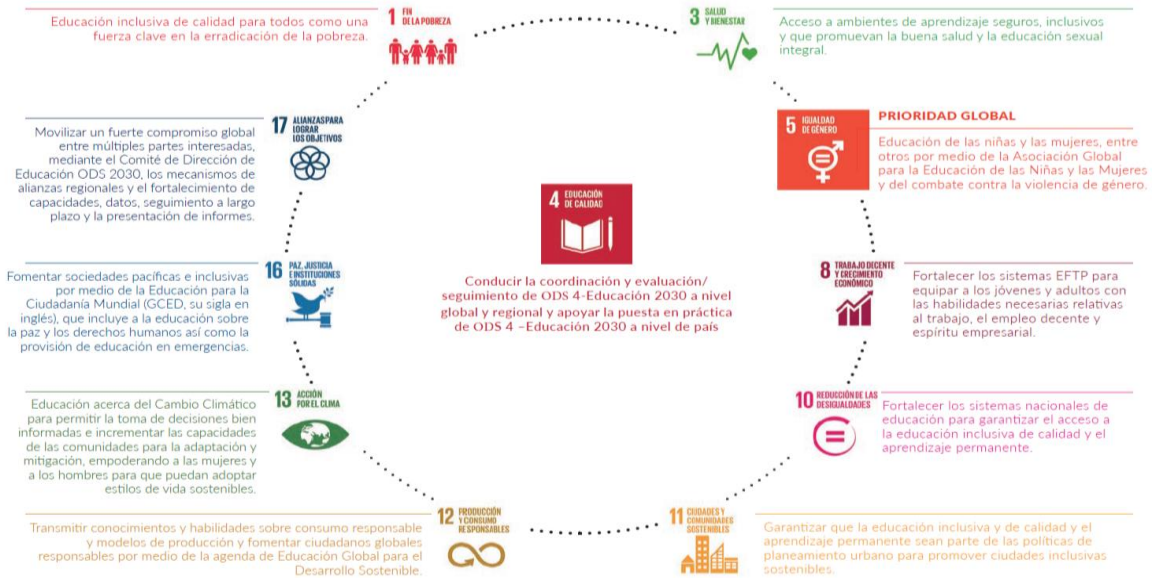 1 FIN
DE LA POBREZA
Educación inclusiva de calidad para todos como una
fuerza clave en la erradicación de la pobreza.
3 SALUD
Y BIENESTAR
Acceso a ambientes de aprendizaje seguros, inclusivos
y que promuevan la buena salud y la educación sexual
integral.
17 ALIANZAS PARA
LOGRAR
LOS OBJETIVOS
Movilizar un fuerte compromiso global
entre múltiples partes interesadas,
mediante el Comité de Dirección de
Educación ODS 2030, los mecanismos de
alianzas regionales y el fortalecimiento de
capacidades, datos, seguimiento a largo
plazo y la presentación de informes.
5 IGUALDAD
DE GÉNERO
PRIORIDAD GLOBAL
Educación de las niñas y las mujeres, entre
otros por medio de la Asociación Global
para la Educación de las Niñas y las Mujeres
y del combate contra la violencia de género.
4 EDUCACIÓN
DE CALIDAD
Conducir la coordinación y evaluación/
seguimiento de ODS 4-Educación 2030 a nivel
global y regional y apoyar la puesta en práctica
de ODS 4 –Educación 2030 a nivel de país
16 PAZ, JUSTICIA
E INSTITUCIONES
SÓLIDAS
Fomentar sociedades pacíficas e inclusivas
por medio de la Educación para la
Ciudadanía Mundial (GCED, su sigla en
inglés), que incluye a la educación sobre
la paz y los derechos humanos así como la
provisión de educación en emergencias.
8 TRABAJO DECENTE
Y CRECIMIENTO
ECONÓMICO
Fortalecer los sistemas EFTP para
equipar a los jóvenes y adultos con
las habilidades necesarias relativas
al trabajo, el empleo decente y
espíritu empresarial.
13 ACCIÓN
POR EL CLIMA
Educación acerca del Cambio Climático
para permitir la toma de decisiones bien
informadas e incrementar las capacidades
de las comunidades para la adaptación y
mitigación, empoderando a las mujeres y
a los hombres para que puedan adoptar
estilos de vida sostenibles.
10 REDUCCIÓN DE LAS
DESIGUALDADES
Fortalecer los sistemas nacionales de
educación para garantizar el acceso a
la educación inclusiva de calidad y el
aprendizaje permanente.
12 PRODUCCIÓN
Y CONSUMO
RESPONSABLES
Transmitir conocimientos y habilidades sobre consumo responsable
y modelos de producción y fomentar ciudadanos globales
responsables por medio de la agenda de Educación Global para el
Desarrollo Sostenible.
11 CIUDADES Y
COMUNIDADES
SOSTENIBLES
Garantizar que la educación inclusiva y de calidad y el
aprendizaje permanente sean parte de las políticas de
planeamiento urbano para promover ciudades inclusivas
sostenibles.